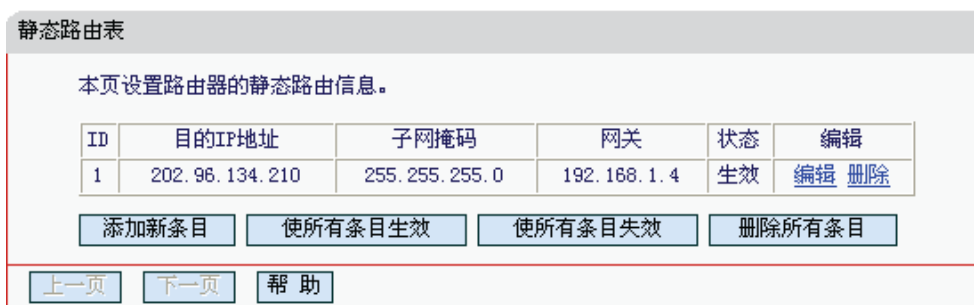 静态路由表
本页设置路由器的静态路由信息。
ID 目的IP地址 子网掩码 网关 状态 编辑
1 202.96.134.210 255.255.255.0 192.168.1.4 生效 编辑 删除
添加新条目 使所有条目生效 使所有条目失效 删除所有条目
上一页 下一页 帮 助